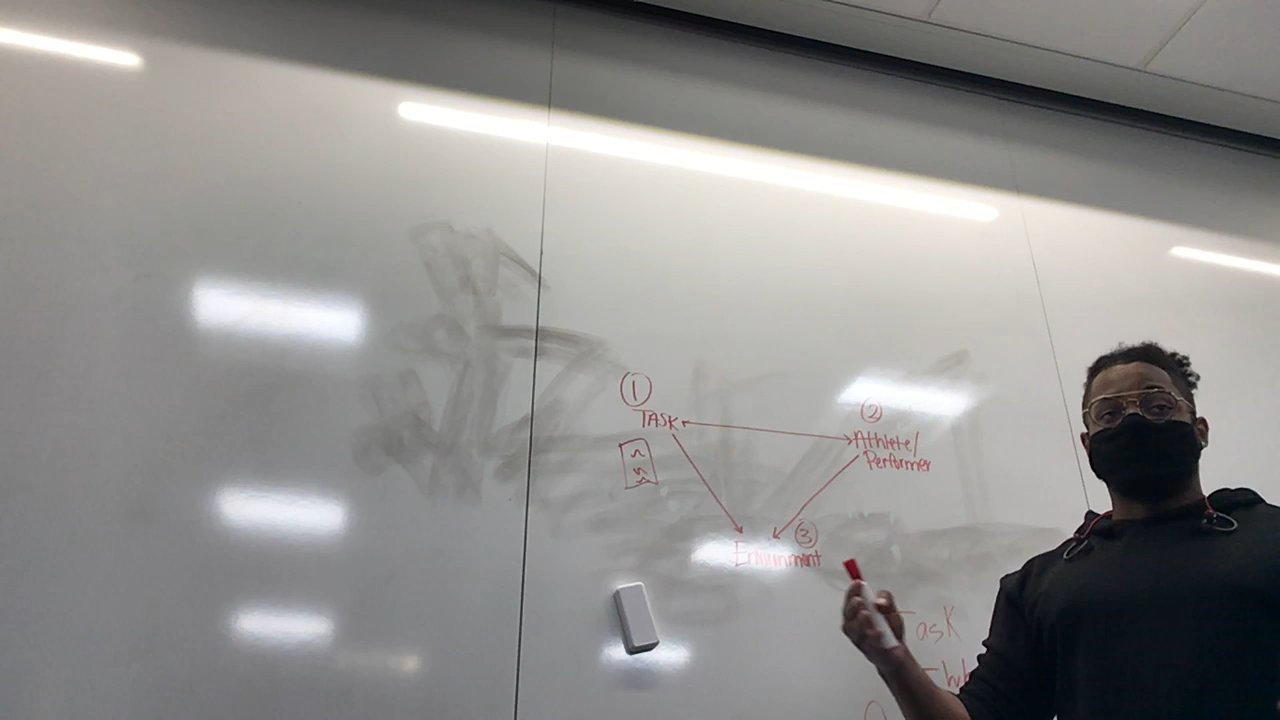 1
TASK
2
Athlete/
Performer
3
Environment
Task